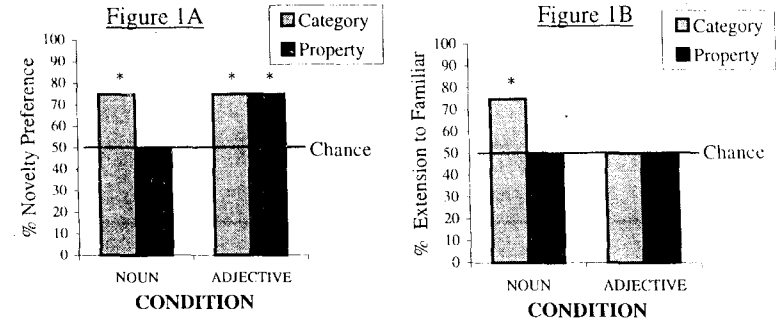 Figure 1A
Category
Property
% Novelty Preference
100
90
80
70
60
50
40
30
20
10
0
*
* *
Chance
NOUN ADJECTIVE
CONDITION
Figure 1B
Category
Property
% Extension to Familiar
100
90
80
70
60
50
40
30
20
10
0
*
Chance
NOUN ADJECTIVE
CONDITION